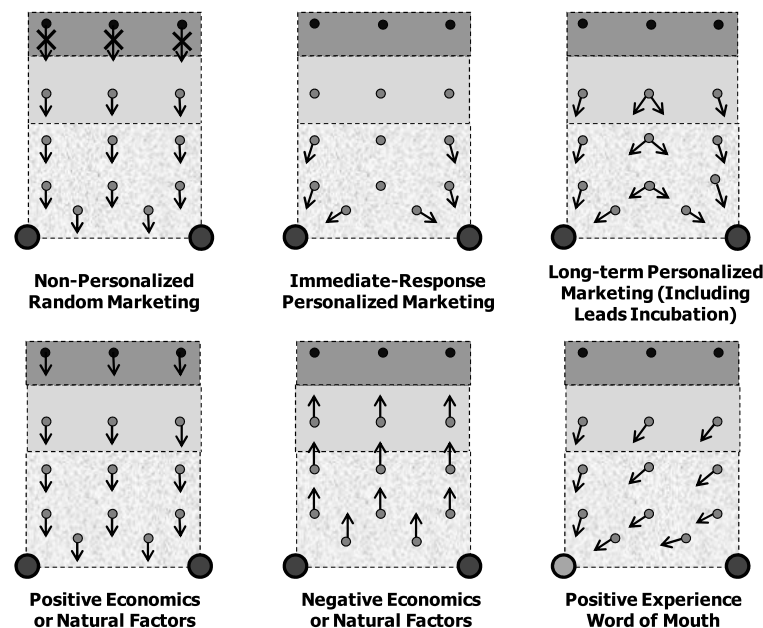 Non-Personalized
Random Marketing
Immediate-Response
Personalized Marketing
Long-term Personalized
Marketing (Including
Leads Incubation)
Positive Economics
or Natural Factors
Negative Economics
or Natural Factors
Positive Experience
Word of Mouth